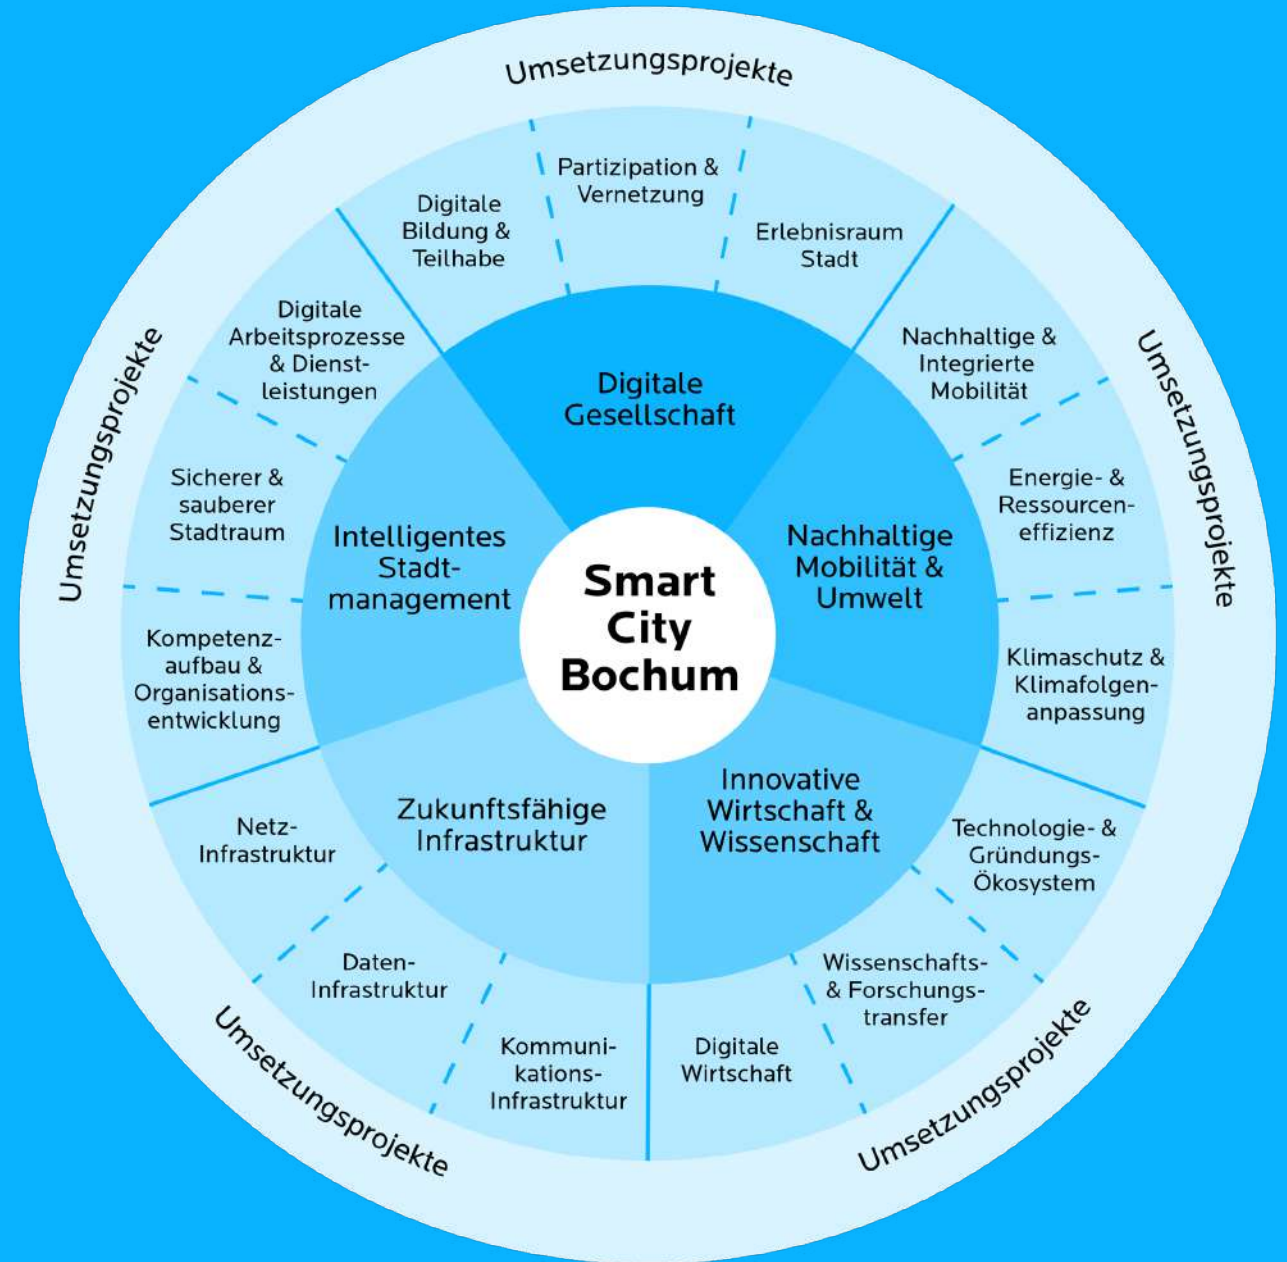 Umsetzungsprojekte
Partizipation &
Vernetzung
Digitale
Bildung &
Teilhabe
Erlebnisraum
Stadt
Digitale
Arbeitsprozesse
& Dienst-
leistungen
Nachhaltige &
Integrierte
Mobilität
Umsetzungsprojekte
Umsetzungsprojekte
Digitale
Gesellschaft
Sicherer &
sauberer
Stadtraum
Energie- &
Ressourcen-
effizienz
Intelligentes
Stadt-
management
Nachhaltige
Mobilität &
Umwelt
Smart
City
Bochum
Kompetenz-
aufbau &
Organisations-
entwicklung
Klimaschutz &
Klimafolgen-
anpassung
Zukunftsfähige
Infrastruktur
Innovative
Wirtschaft &
Wissenschaft
Netz-
Infrastruktur
Technologie- &
Gründungs-
Ökosystem
Daten-
Infrastruktur
Wissenschafts-
& Forschungs-
transfer
Kommuni-
kations-
Infrastruktur
Digitale
Wirtschaft
Umsetzungsprojekte
Umsetzungsprojekte